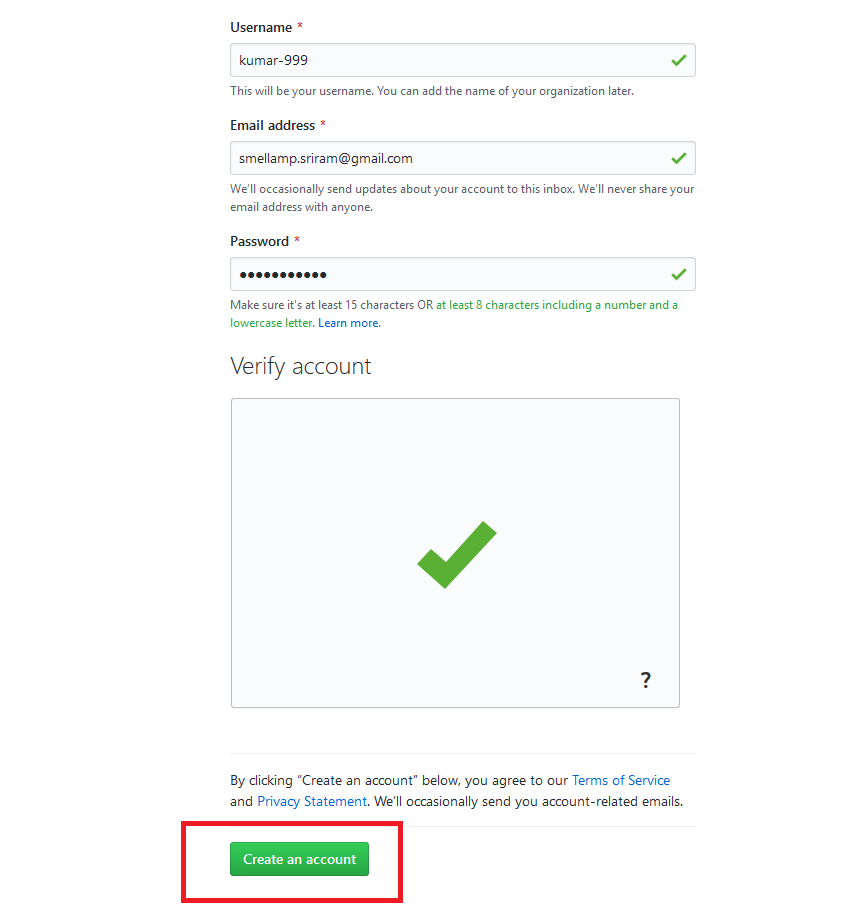 Username *
kumar-999
This will be your username. You can add the name of your organization later.
Email address *
smellamp.sriram@gmail.com
We’ll occasionally send updates about your account to this inbox. We’ll never share your
email address with anyone.
Password *
●●●●●●●●●●●
Make sure it's at least 15 characters OR at least 8 characters including a number and a
lowercase letter. Learn more.
Verify account
?
By clicking “Create an account” below, you agree to our Terms of Service
and Privacy Statement. We’ll occasionally send you account-related emails.
Create an account